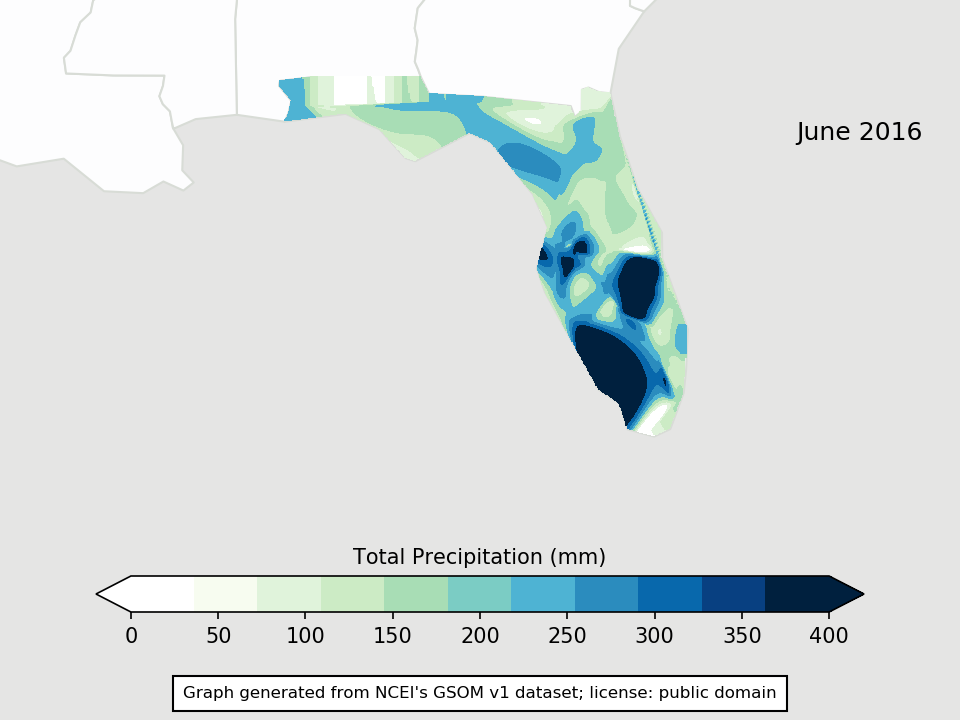 June 2016
Total Precipitation (mm)
0 50 100 150 200 250 300 350 400
Graph generated from NCEI's GSOM v1 dataset; license: public domain